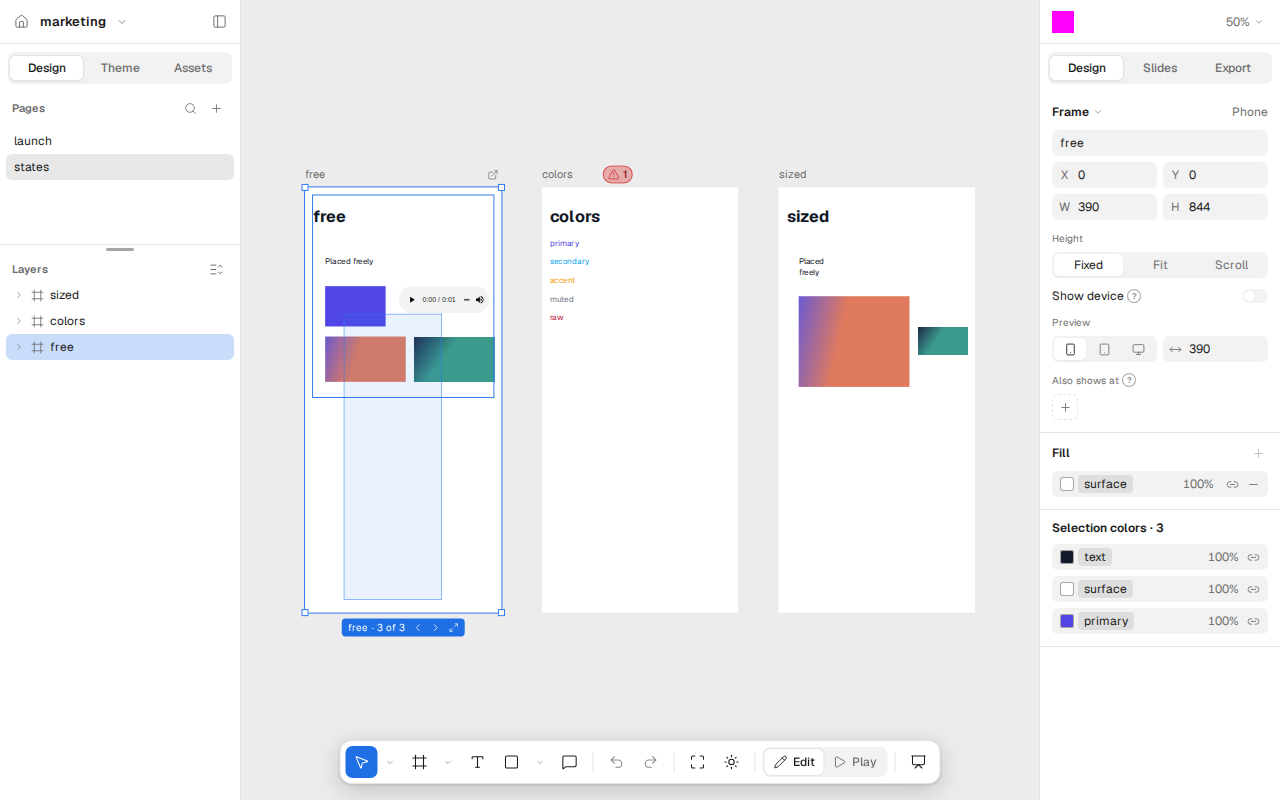 marketing
50%
Design Theme Assets
Design Slides Export
Pages
launch
states
Layers
sized
colors
free
free
colors 1
sized
free
Placed freely
0:00 / 0:01
colors
primary
secondary
accent
muted
raw
sized
Placed
freely
free · 3 of 3
Edit Play
Frame Phone
free
X 0 Y 0
W 390 H 844
Height
Fixed Fit Scroll
Show device ?
Preview
390
Also shows at ?
Fill
surface 100%
Selection colors · 3
text 100%
surface 100%
primary 100%